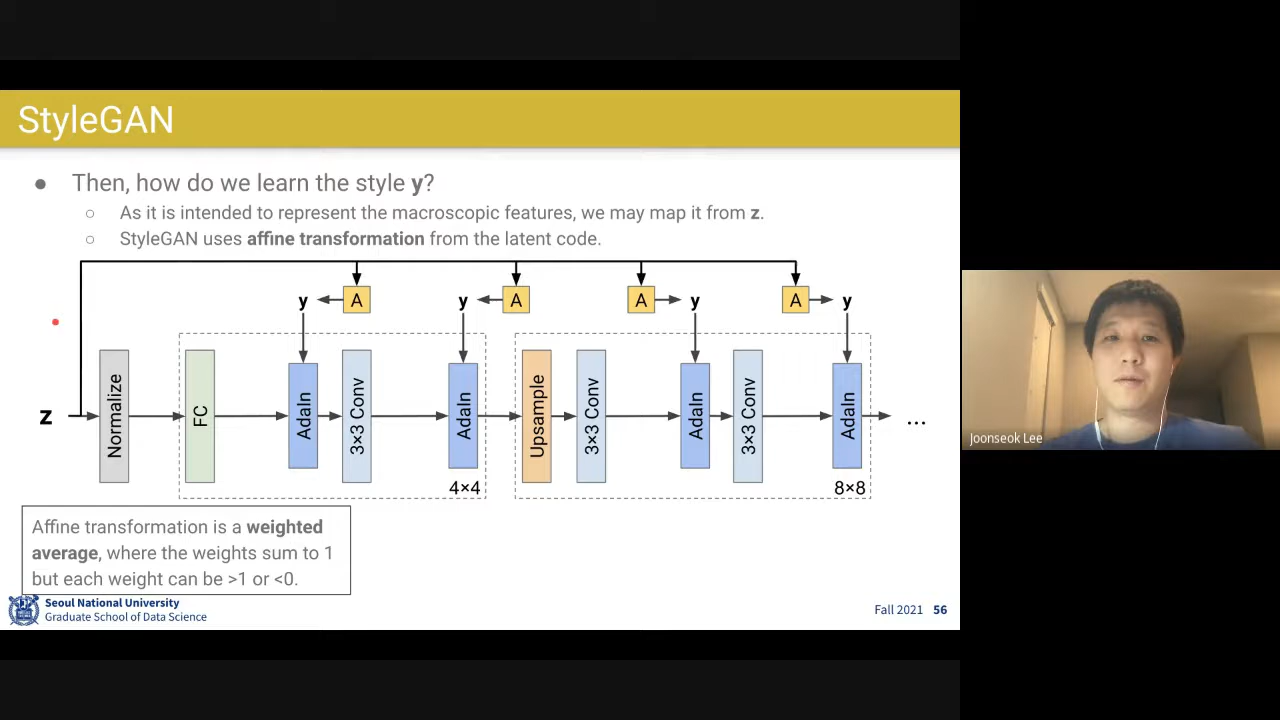 StyleGAN
● Then, how do we learn the style y?
○ As it is intended to represent the macroscopic features, we may map it from z.
○ StyleGAN uses affine transformation from the latent code.
y A y A A y A y
z Normalize FC AdaIn 3×3 Conv AdaIn Upsample 3×3 Conv AdaIn 3×3 Conv AdaIn ...
4×4 8×8
Affine transformation is a weighted
average, where the weights sum to 1
but each weight can be >1 or <0.
Seoul National University
Graduate School of Data Science
Fall 2021 56
Joonseok Lee